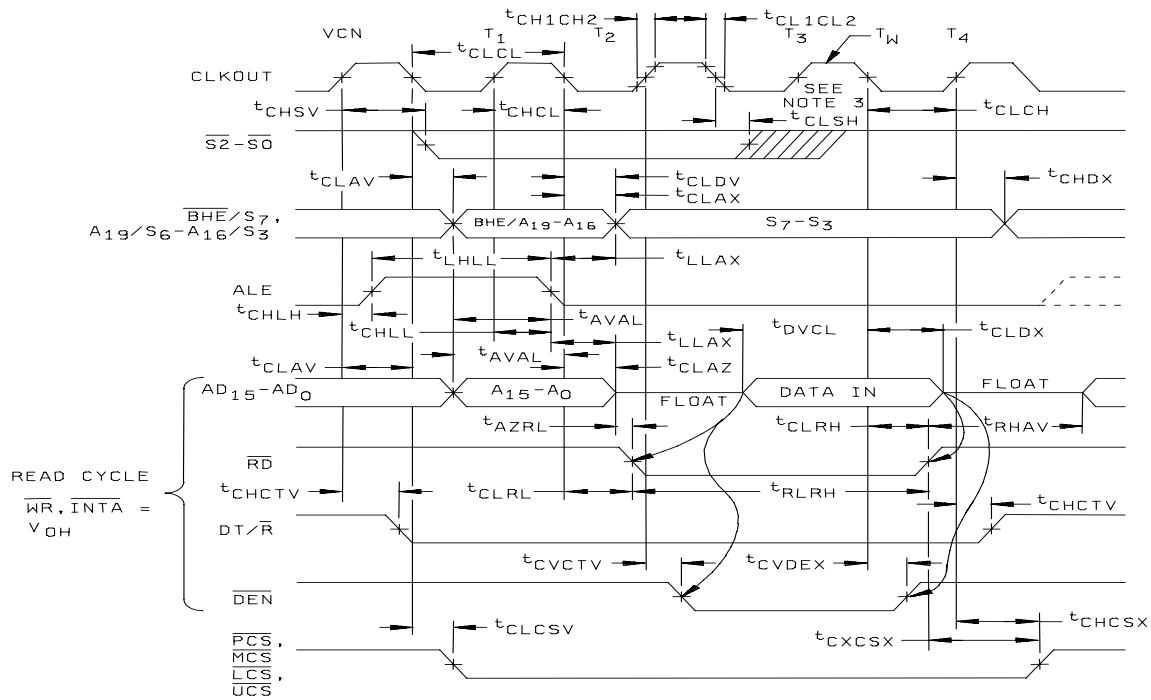 tCH1CH2 tCL1CL2
VCN T1 T2 T3 TW T4
tCLCL
CLKOUT
SEE
NOTE 3
tCHSV tCHCL tCLSH tCLCH
S2-S0
tCLAV tCLDV tCHDX
tCLAX
BHE/S7,
A19/S6-A16/S3 BHE/A19-A16 S7-S3
tLHLL tLLAX
ALE
tCHLH tCHLL tAVAL tDVCL tCLDX
tLLAX
tCLAV tAVAL tCLAZ
AD15-AD0 A15-A0 FLOAT DATA IN FLOAT
tAZRL tCLRH tRHAV
RD
READ CYCLE
WR, INTA =
VOH
tCHCTV tCLRL tRLRH tCHCTV
DT/R
tCVCTV tCVDEX
DEN
tCLCSV tCXCSX tCHCSX
PCS,
MCS
LCS,
UCS